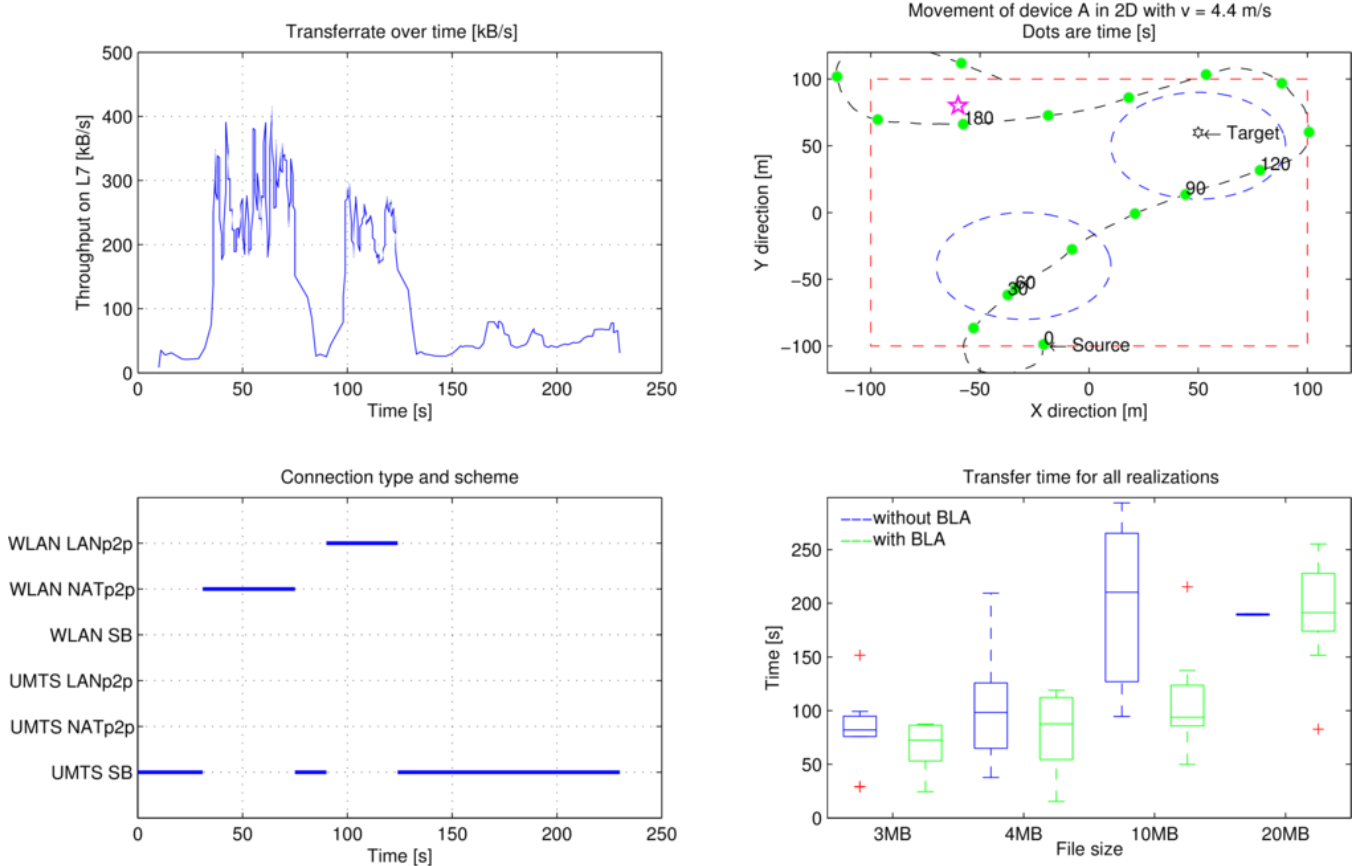 Transferrate over time [kB/s]
500
400
300
200
100
0
Throughput on L7 [kB/s]
0
50
100
150
200
250
Time [s]
Movement of device A in 2D with v = 4.4 m/s
Dots are time [s]
100
50
0
−50
−100
Y direction [m]
180
← Target
120
90
60
30
0
← Source
−100
−50
0
50
100
X direction [m]
Connection type and scheme
WLAN LANp2p
WLAN NATp2p
WLAN SB
UMTS LANp2p
UMTS NATp2p
UMTS SB
0
50
100
150
200
250
Time [s]
Transfer time for all realizations
without BLA
with BLA
250
200
150
100
50
0
Time [s]
3MB
4MB
10MB
20MB
File size